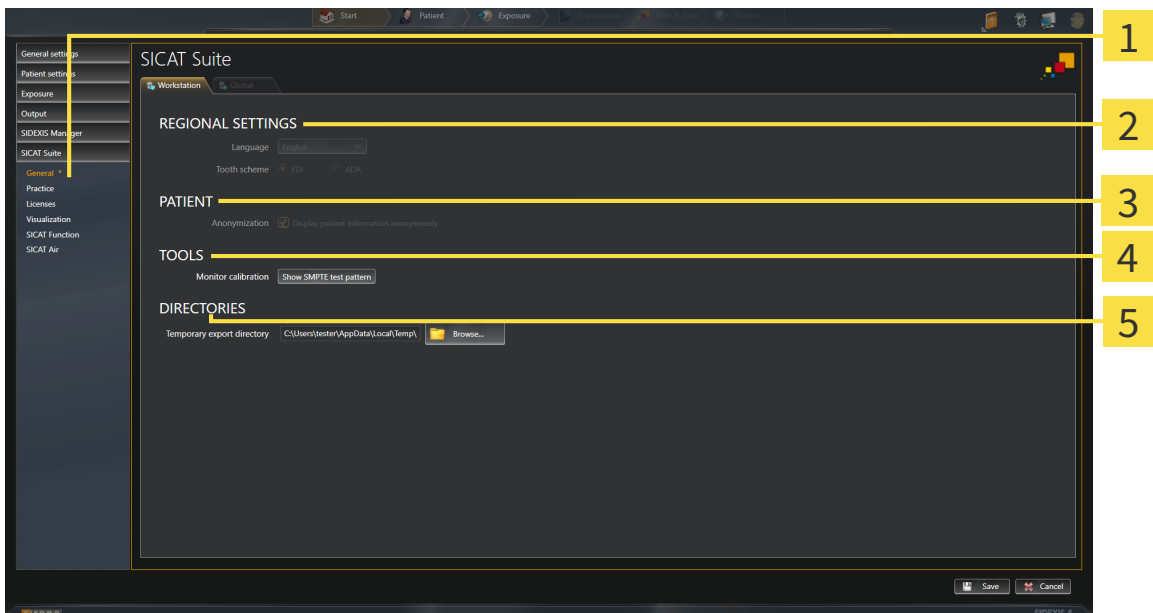 Start Patient Exposure
1
General settings
Patient settings
Exposure
Output
SIDEXIS Manager
SICAT Suite
General *
Practice
Licenses
Visualization
SICAT Function
SICAT Air
SICAT Suite
Workstation Global
REGIONAL SETTINGS
2
Language English
Tooth scheme FDI ADA
PATIENT
3
Anonymization Display patient information anonymously
TOOLS
4
Monitor calibration Show SMPTE test pattern
DIRECTORIES
5
Temporary export directory C:\Users\tester\AppData\Local\Temp\ Browse...
Save Cancel
SIDEXIS 4